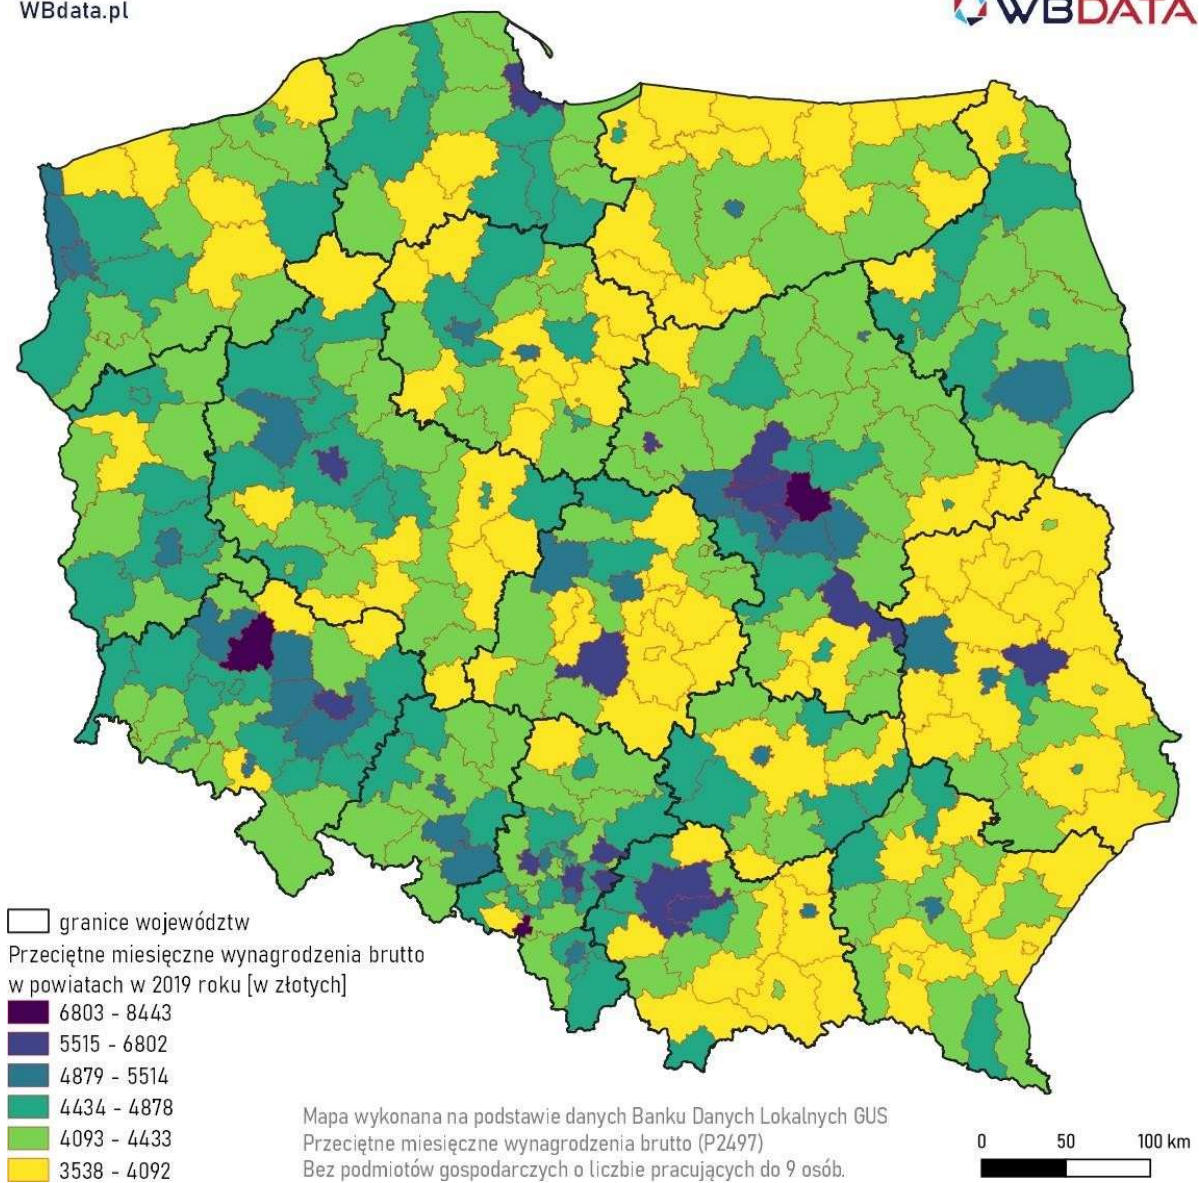 WBdata.pl
WBDATA
granice województw
Przeciętne miesięczne wynagrodzenia brutto
w powiatach w 2019 roku [w złotych]
6803 - 8443
5515 - 6802
4879 - 5514
4434 - 4878
4093 - 4433
3538 - 4092
Mapa wykonana na podstawie danych Banku Danych Lokalnych GUS
Przeciętne miesięczne wynagrodzenia brutto (P2497)
Bez podmiotów gospodarczych o liczbie pracujących do 9 osób.
0 50 100 km